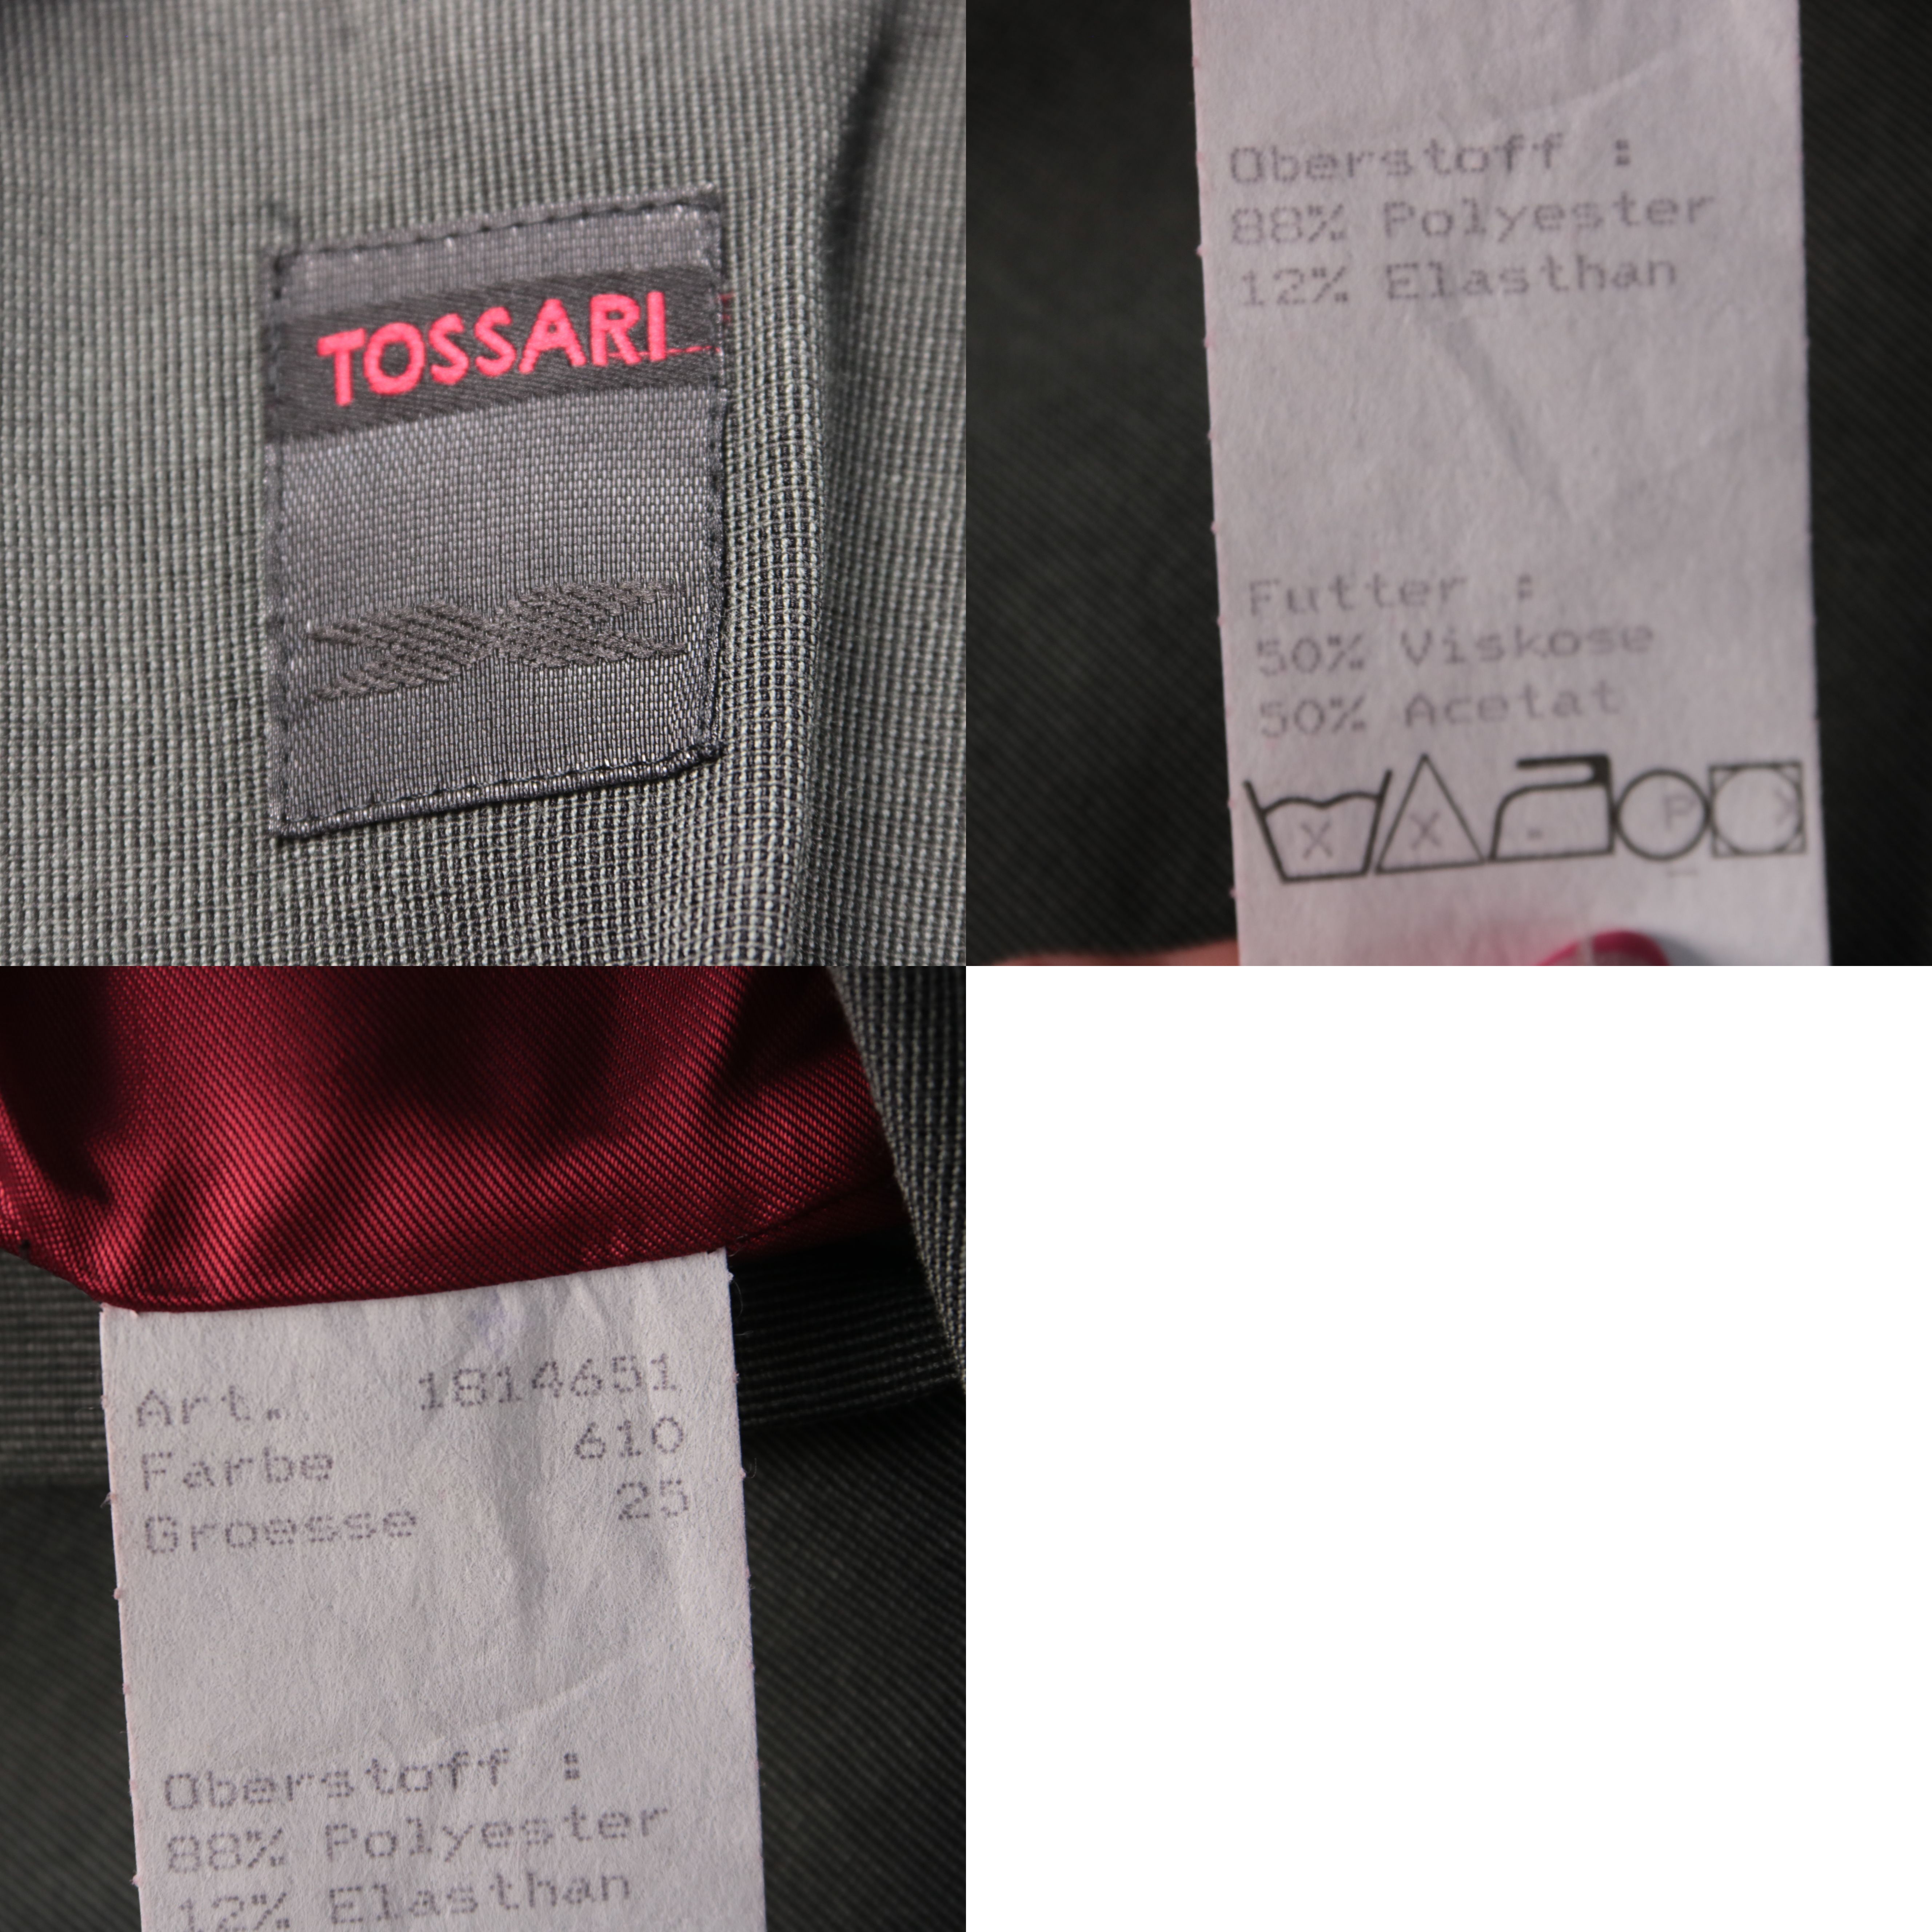 TOSSARI
Oberstoff :
88% Polyester
12% Elasthan
Futter :
50% Viskose
50% Acetat
X X P
Art. 1814651
Farbe 610
Groesse 25
Oberstoff :
88% Polyester
12% Elasthan